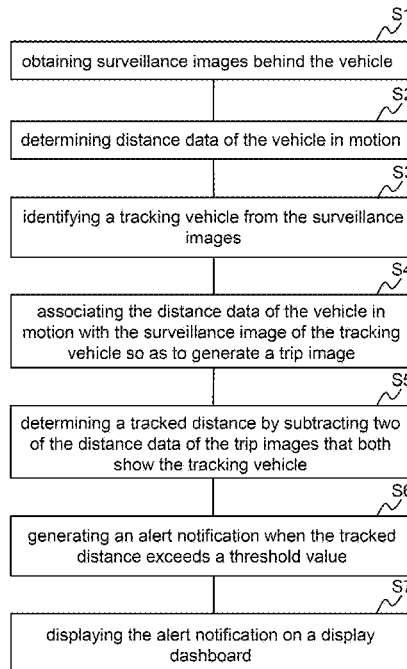 S1
obtaining surveillance images behind the vehicle
S2
determining distance data of the vehicle in motion
S3
identifying a tracking vehicle from the surveillance
images
S4
associating the distance data of the vehicle in
motion with the surveillance image of the tracking
vehicle so as to generate a trip image
S5
determining a tracked distance by subtracting two
of the distance data of the trip images that both
show the tracking vehicle
S6
generating an alert notification when the tracked
distance exceeds a threshold value
S7
displaying the alert notification on a display
dashboard